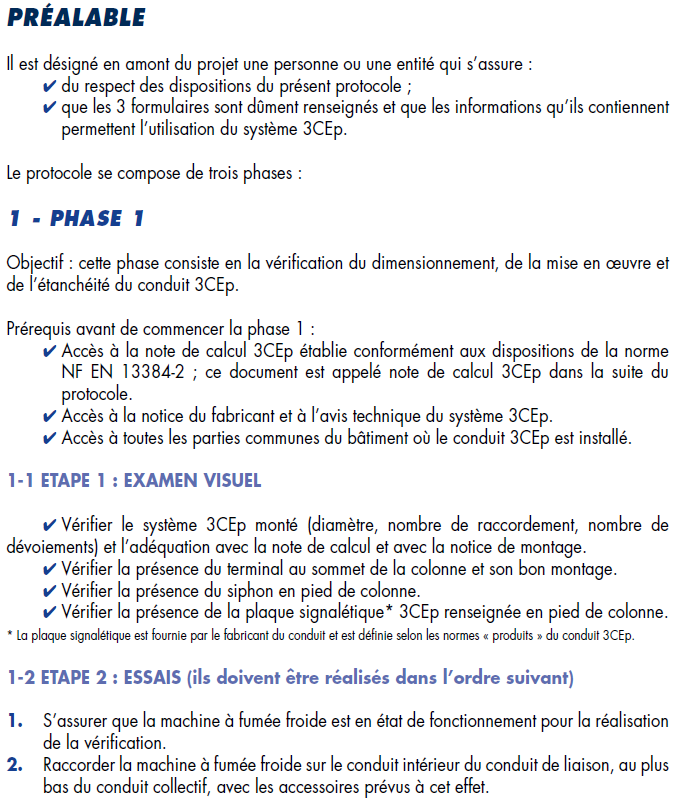 PRÉALABLE
Il est désigné en amont du projet une personne ou une entité qui s’assure :
✔ du respect des dispositions du présent protocole ;
✔ que les 3 formulaires sont dûment renseignés et que les informations qu’ils contiennent
permettent l’utilisation du système 3CEp.
Le protocole se compose de trois phases :
1 - PHASE 1
Objectif : cette phase consiste en la vérification du dimensionnement, de la mise en œuvre et
de l’étanchéité du conduit 3CEp.
Prérequis avant de commencer la phase 1 :
✔ Accès à la note de calcul 3CEp établie conformément aux dispositions de la norme
NF EN 13384-2 ; ce document est appelé note de calcul 3CEp dans la suite du
protocole.
✔ Accès à la notice du fabricant et à l’avis technique du système 3CEp.
✔ Accès à toutes les parties communes du bâtiment où le conduit 3CEp est installé.
1-1 ETAPE 1 : EXAMEN VISUEL
✔ Vérifier le système 3CEp monté (diamètre, nombre de raccordement, nombre de
dévoiements) et l’adéquation avec la note de calcul et avec la notice de montage.
✔ Vérifier la présence du terminal au sommet de la colonne et son bon montage.
✔ Vérifier la présence du siphon en pied de colonne.
✔ Vérifier la présence de la plaque signalétique* 3CEp renseignée en pied de colonne.
* La plaque signalétique est fournie par le fabricant du conduit et est définie selon les normes « produits » du conduit 3CEp.
1-2 ETAPE 2 : ESSAIS (ils doivent être réalisés dans l’ordre suivant)
1. S’assurer que la machine à fumée froide est en état de fonctionnement pour la réalisation
de la vérification.
2. Raccorder la machine à fumée froide sur le conduit intérieur du conduit de liaison, au plus
bas du conduit collectif, avec les accessoires prévus à cet effet.